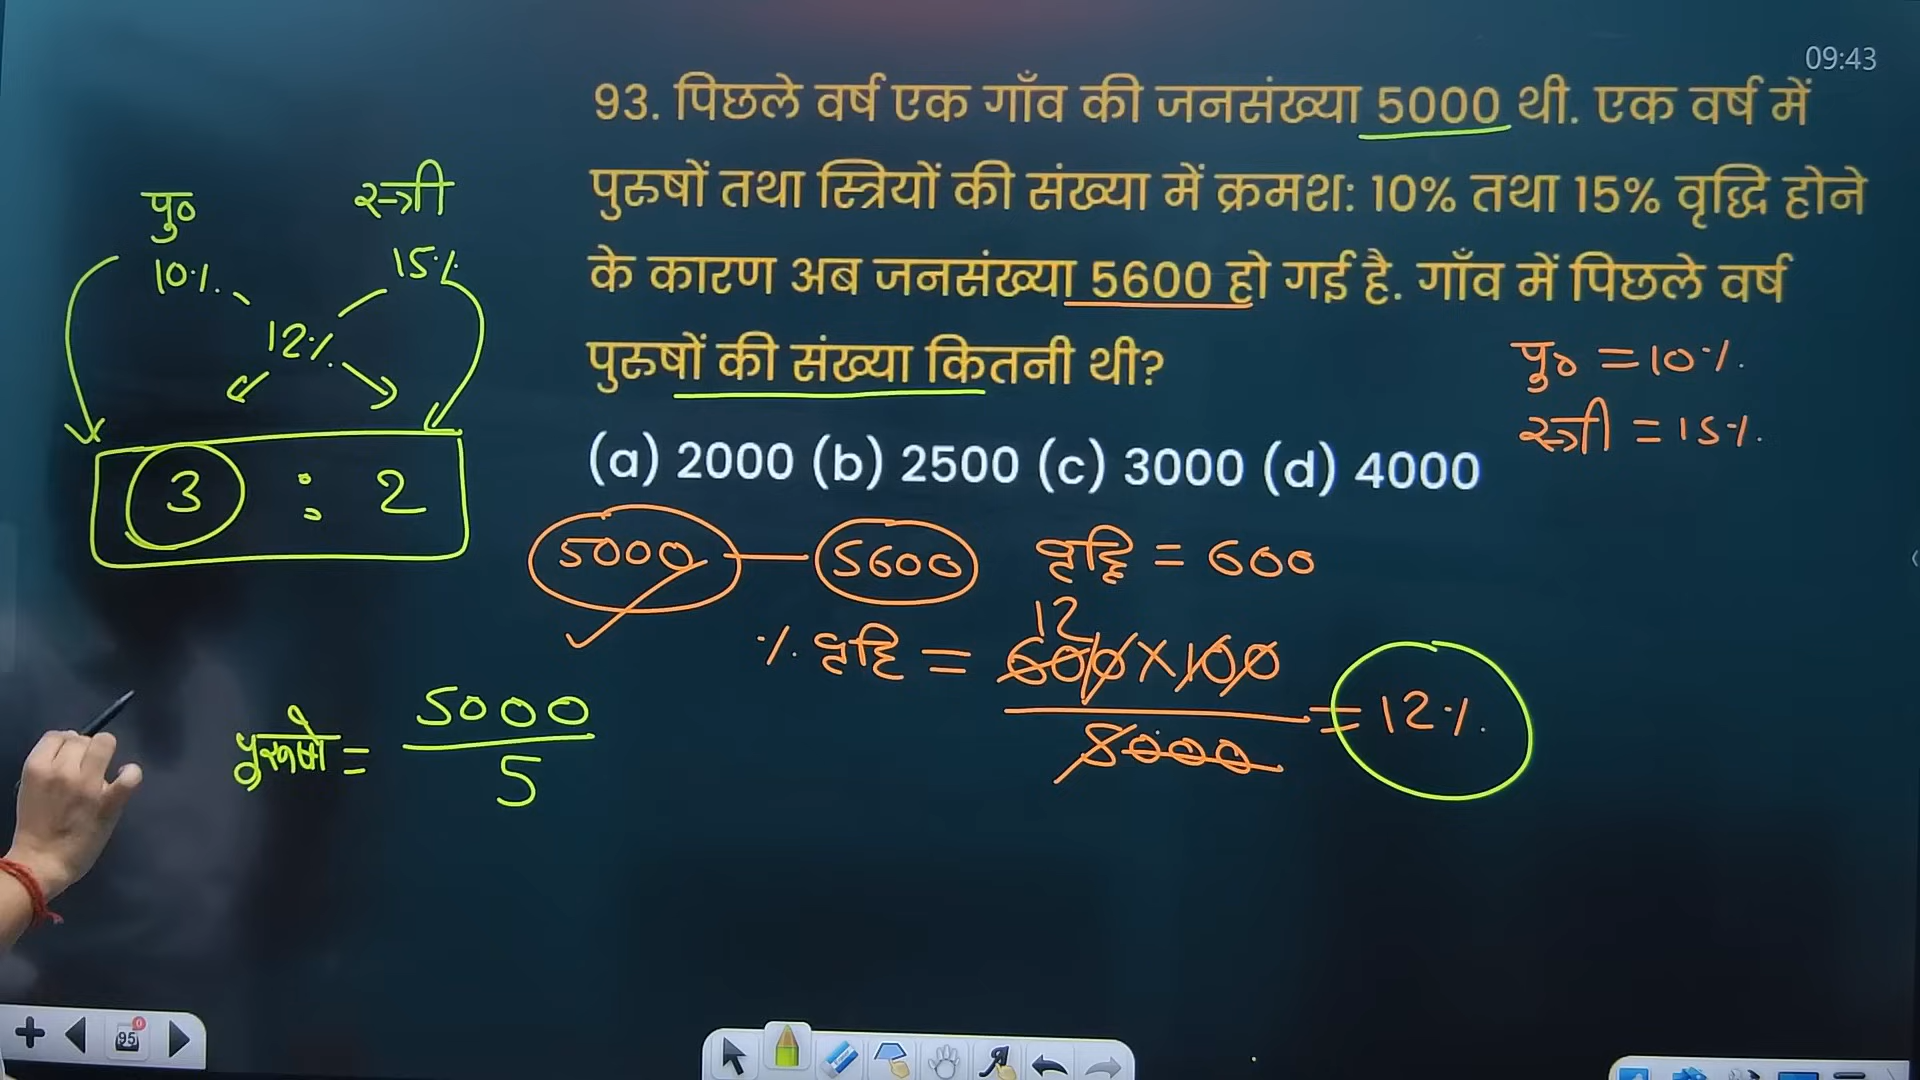 09:43
93. पिछले वर्ष एक गाँव की जनसंख्या 5000 थी. एक वर्ष में
पुरुषों तथा स्त्रियों की संख्या में क्रमश: 10% तथा 15% वृद्धि होने
के कारण अब जनसंख्या 5600 हो गई है. गाँव में पिछले वर्ष
पुरुषों की संख्या कितनी थी?
(a) 2000 (b) 2500 (c) 3000 (d) 4000
पु० स्त्री
10% 15%
12%
3 : 2
पु० = 10%
स्त्री = 15%
5000 — 5600 वृद्धि = 600
12
% वृद्धि = 600 × 100
5000
= 12%
5000
पुरूषो =
5
95